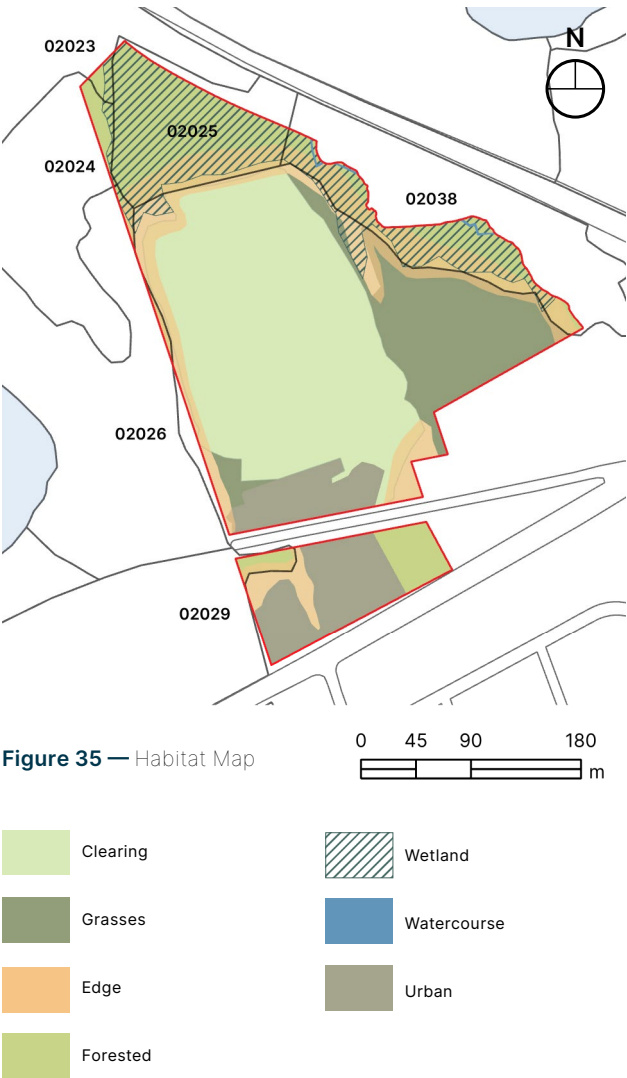 N
02023
02025
02024
02038
02026
02029
Figure 35 — Habitat Map
0 45 90 180
m
Clearing
Grasses
Edge
Forested
Wetland
Watercourse
Urban